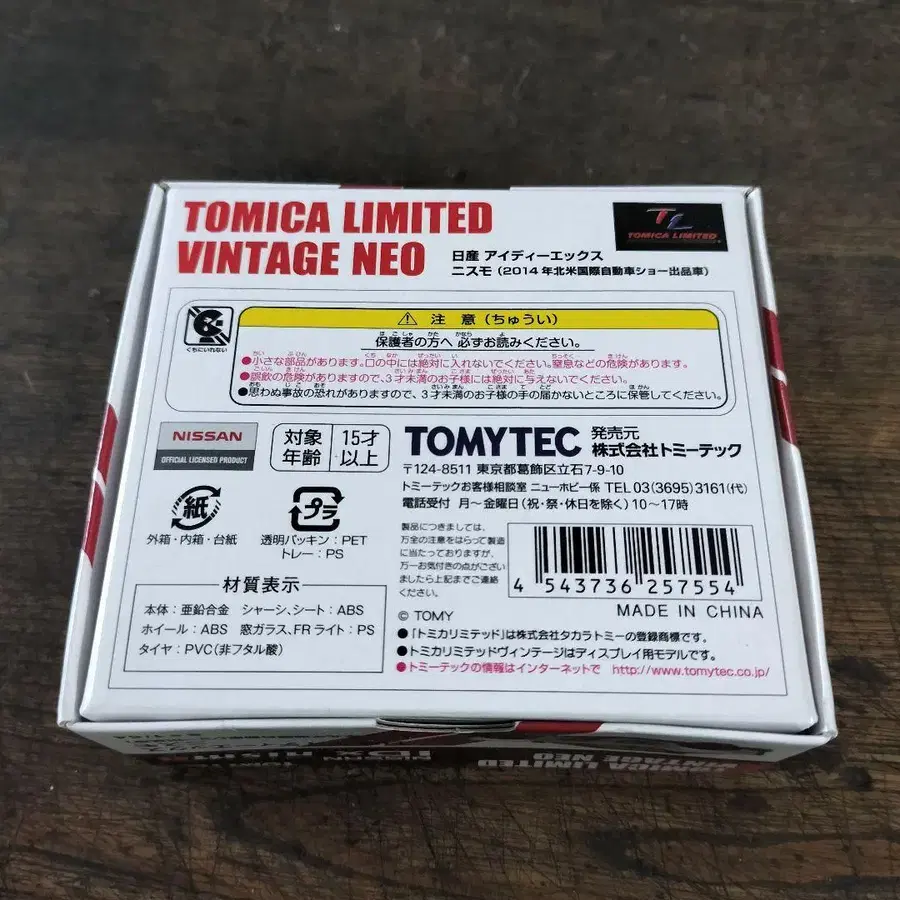 TOMICA LIMITED
VINTAGE NEO
日産 アイディーエックス
ニスモ（2014年北米国際自動車ショー出品車）
TL
TOMICA LIMITED
くちにいれない
⚠ 注意（ちゅうい）
保護者の方へ 必ずお読みください。
●小さな部品があります。口の中には絶対に入れないでください。窒息などの危険があります。
●誤飲の危険がありますので、3才未満のお子様には絶対に与えないでください。
●思わぬ事故の恐れがありますので、3才未満のお子様の手の届かないところに保管してください。
NISSAN
OFFICIAL LICENSED PRODUCT
対象年齢
15才以上
TOMYTEC 発売元 株式会社トミーテック
〒124-8511 東京都葛飾区立石7-9-10
トミーテックお客様相談室 ニューホビー係 TEL 03(3695)3161(代)
電話受付 月～金曜日(祝・祭・休日を除く) 10～17時
紙
外箱・内箱・台紙
プラ
透明パッキン：PET
トレー：PS
製品につきましては、
万全の注意をはらって製造
に当たっておりますが、
万一お気付きの点がござい
ましたら上記までご連絡
ください。
4 543736 257554
MADE IN CHINA
材質表示
本体：亜鉛合金 シャーシ、シート：ABS
ホイール：ABS 窓ガラス、FRライト：PS
タイヤ：PVC(非フタル酸)
© TOMY
●「トミカリミテッド」は株式会社タカラトミーの登録商標です。
●トミカリミテッドヴィンテージはディスプレイ用モデルです。
●トミーテックの情報はインターネットで http://www.tomytec.co.jp/
TOMICA LIMITED
VINTAGE NEO